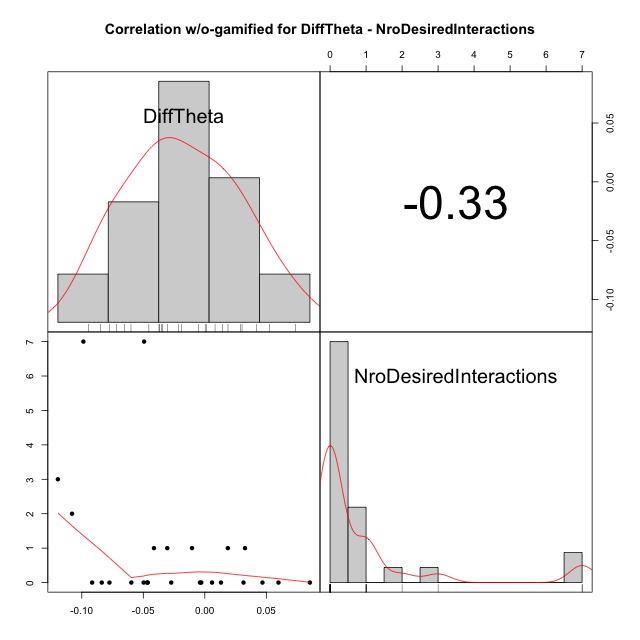 Correlation w/o-gamified for DiffTheta - NroDesiredInteractions
0 1 2 3 4 5 6 7
DiffTheta
-0.33
0.05
0.00
-0.05
-0.10
NroDesiredInteractions
7
6
5
4
3
2
1
0
-0.10 -0.05 0.00 0.05